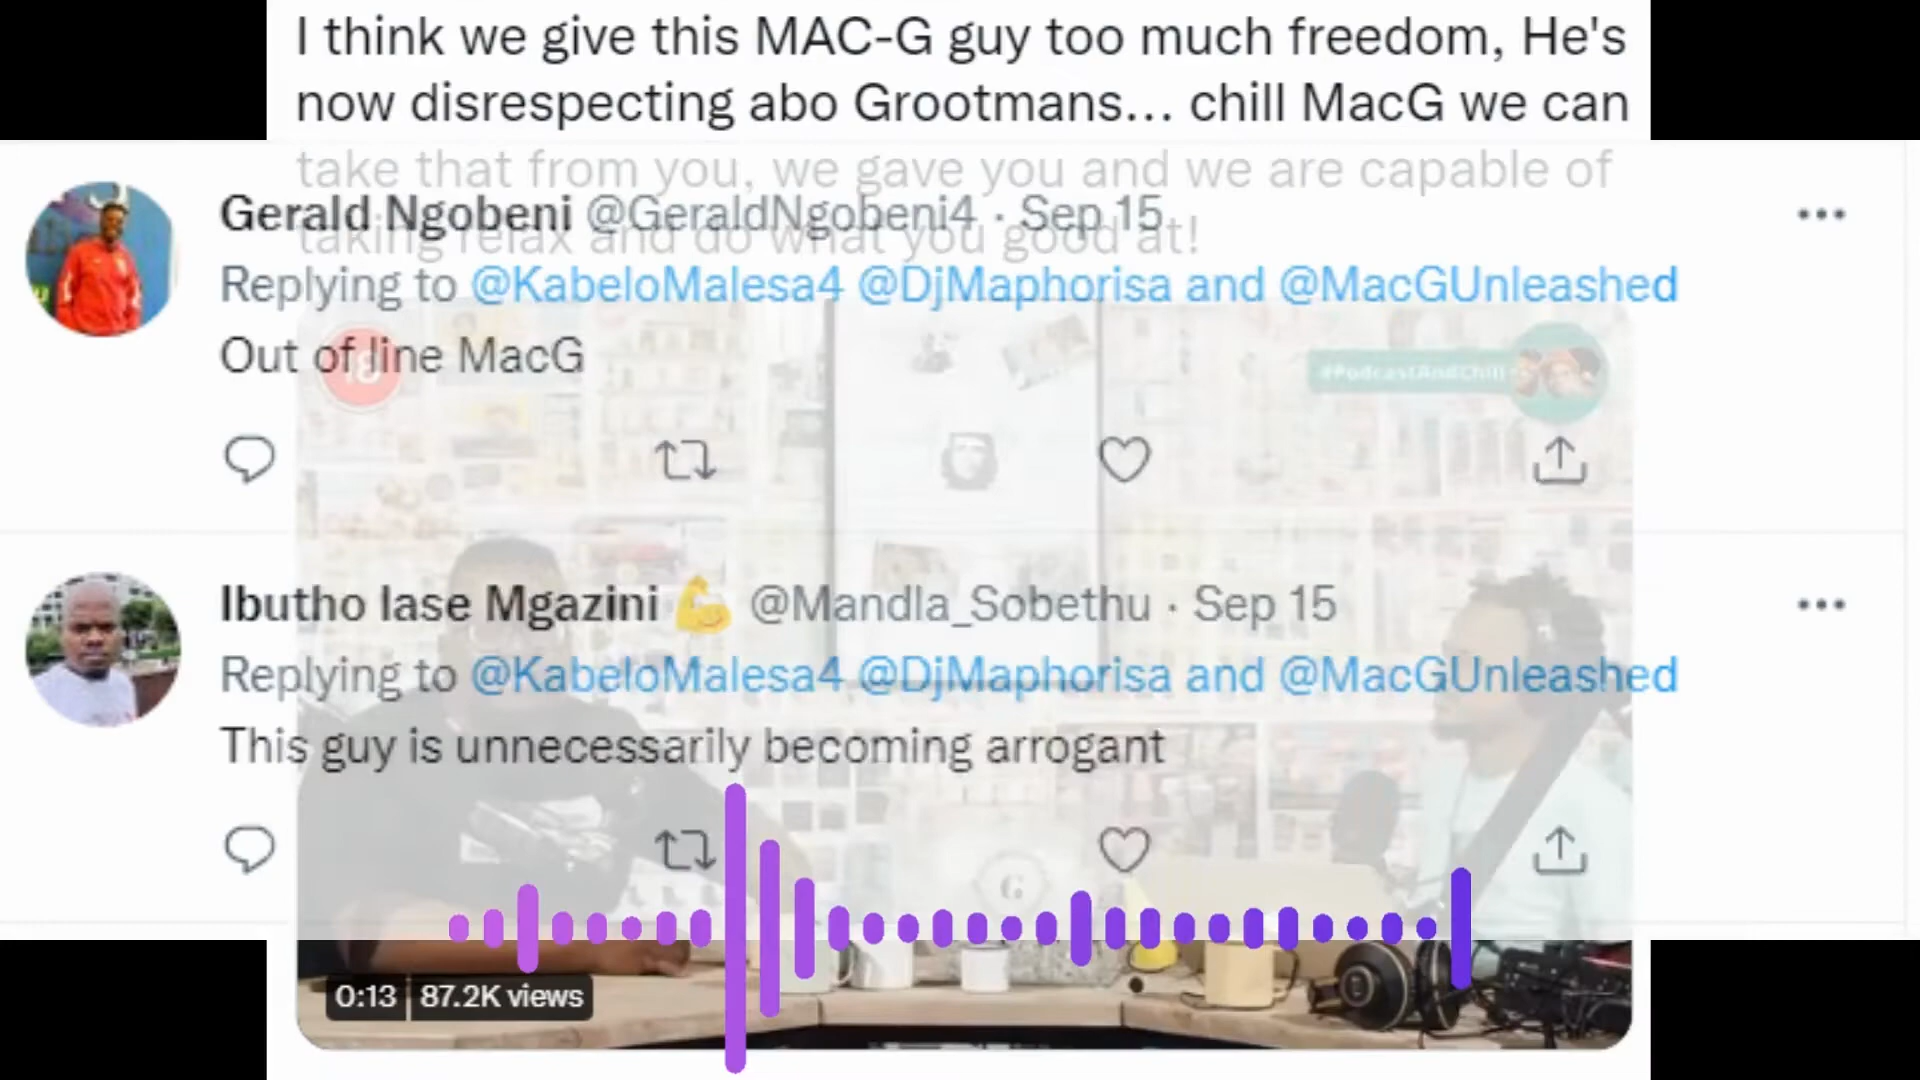 I think we give this MAC-G guy too much freedom, He's
now disrespecting abo Grootmans... chill MacG we can
take that from you, we gave you and we are capable of
taking relax and do what you good at!
Gerald Ngobeni @GeraldNgobeni4 · Sep 15
Replying to @KabeloMalesa4 @DjMaphorisa and @MacGUnleashed
Out of line MacG
18
#PodcastAndChill
Ibutho lase Mgazini 💪 @Mandla_Sobethu · Sep 15
Replying to @KabeloMalesa4 @DjMaphorisa and @MacGUnleashed
This guy is unnecessarily becoming arrogant
G
0:13 87.2K views